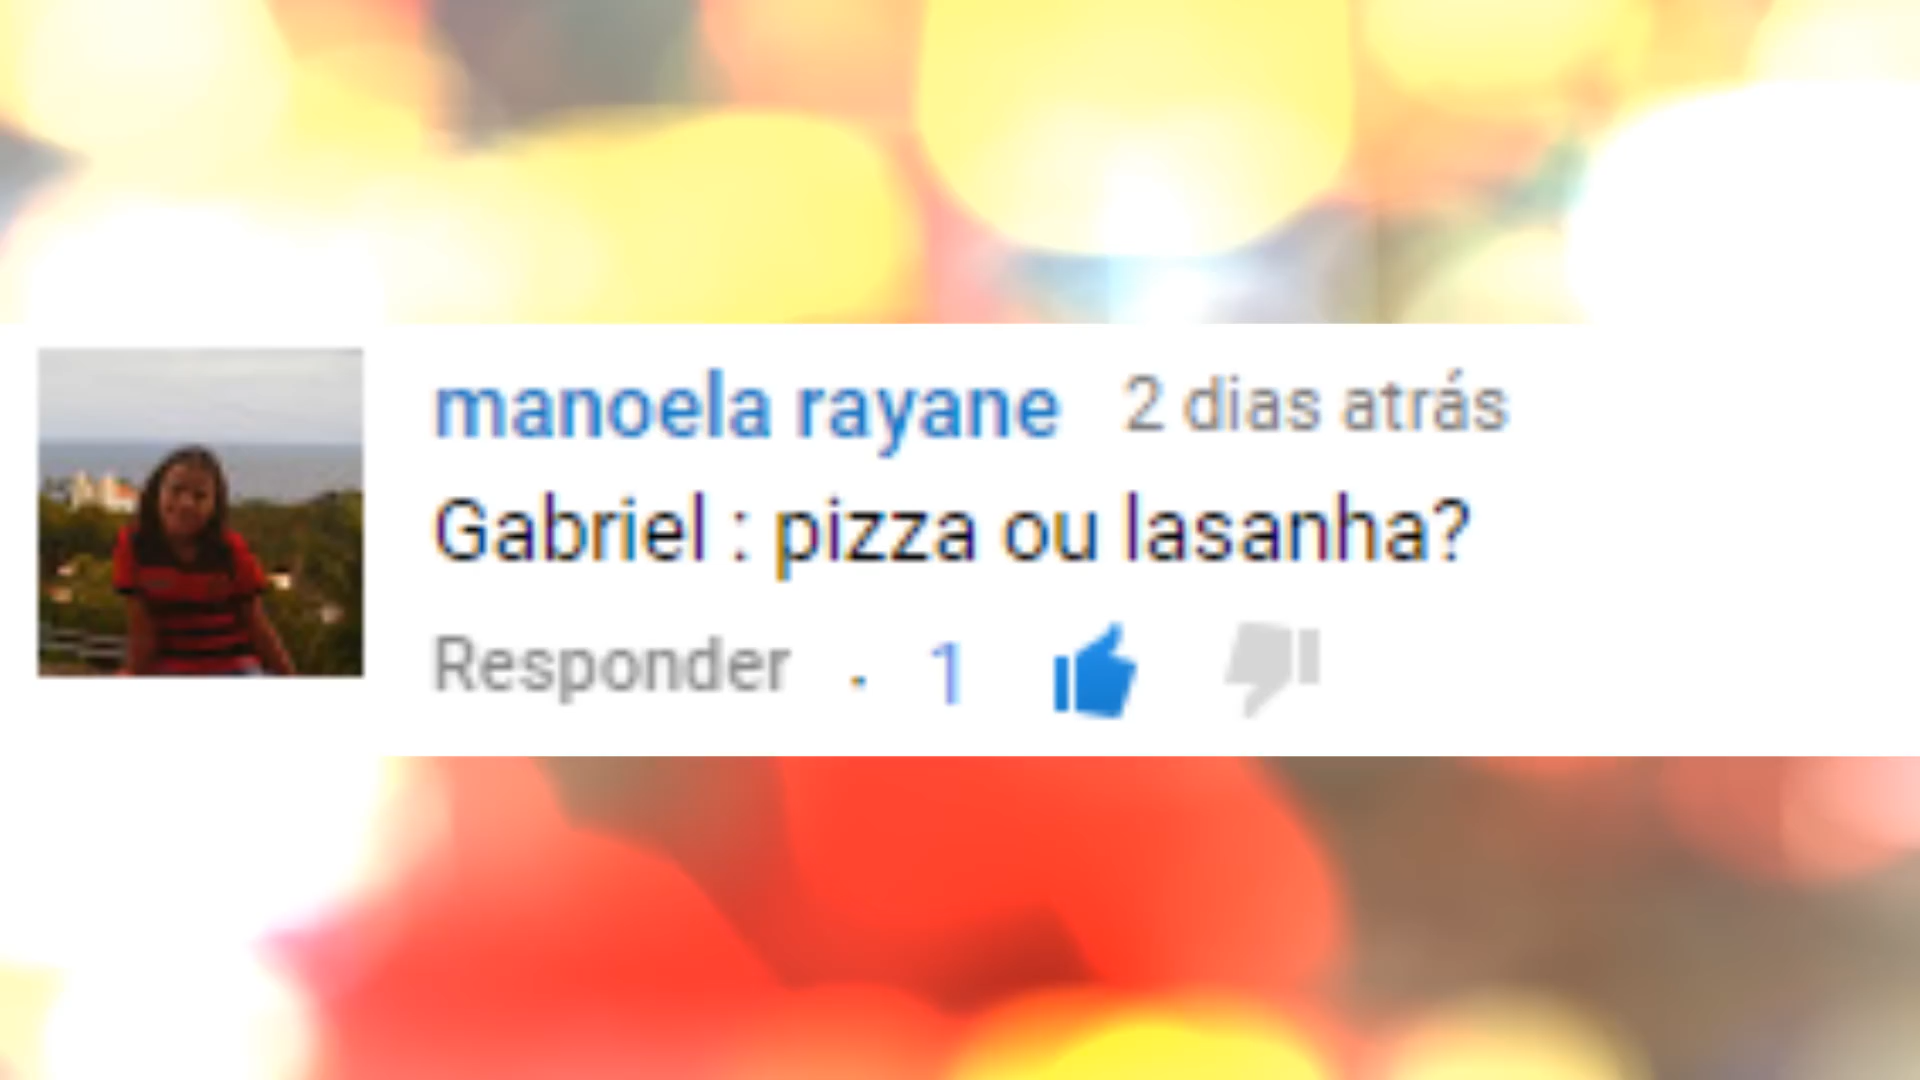 manoela rayane 2 dias atrás
Gabriel : pizza ou lasanha?
Responder · 1